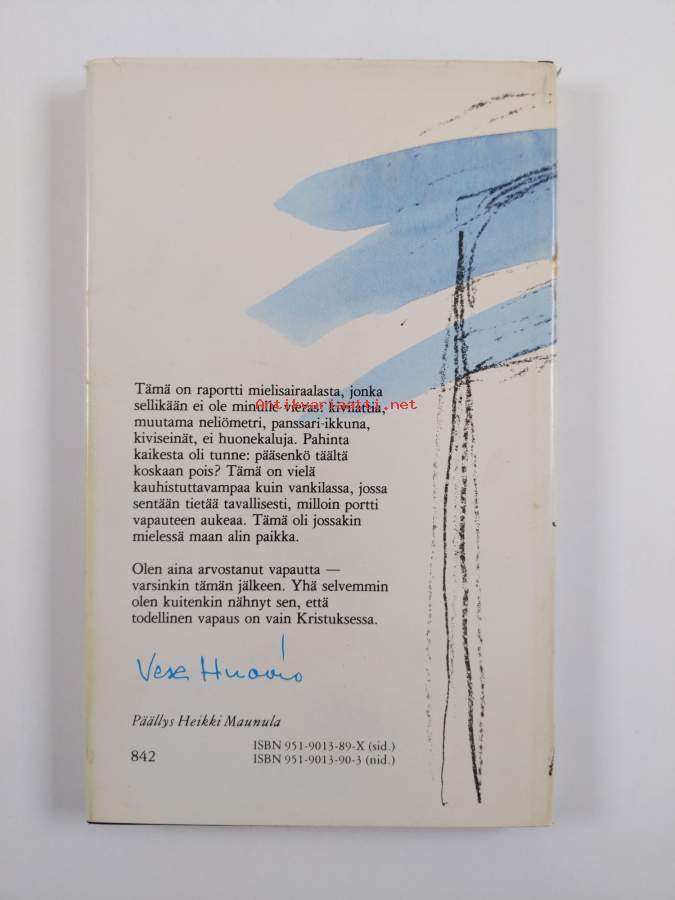 Tämä on raportti mielisairaalasta, jonka
sellikään ei ole minulle vieras: kivilattia,
Antikvariaatti.net
muutama neliömetri, panssari-ikkuna,
kiviseinät, ei huonekaluja. Pahinta
kaikesta oli tunne: pääsenkö täältä
koskaan pois? Tämä on vielä
kauhistuttavampaa kuin vankilassa, jossa
sentään tietää tavallisesti, milloin portti
vapauteen aukeaa. Tämä oli jossakin
mielessä maan alin paikka.
Olen aina arvostanut vapautta —
varsinkin tämän jälkeen. Yhä selvemmin
olen kuitenkin nähnyt sen, että
todellinen vapaus on vain Kristuksessa.
Vesa Huovio
Päällys Heikki Maunula
842
ISBN 951-9013-89-X (sid.)
ISBN 951-9013-90-3 (nid.)